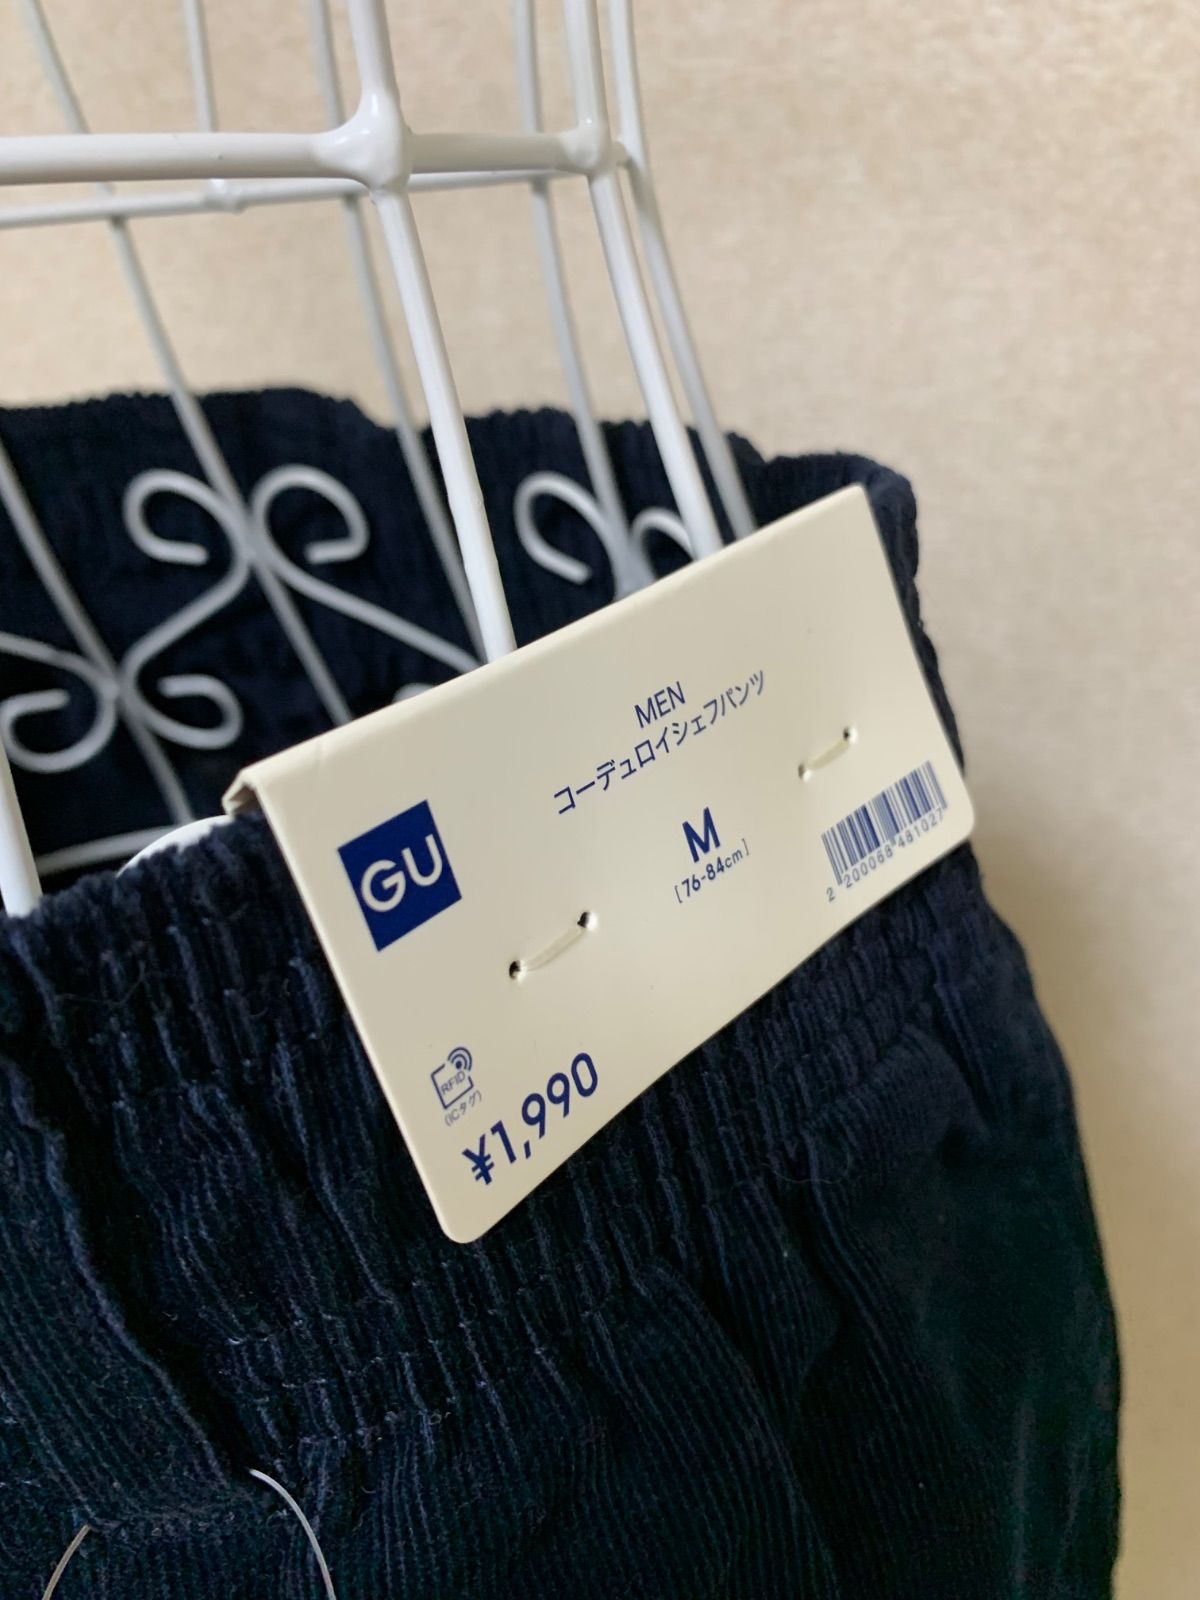 MEN
コーデュロイシェフパンツ
GU
M
[76-84cm]
2 200068 481027
RFID
(ICタグ)
¥1,990